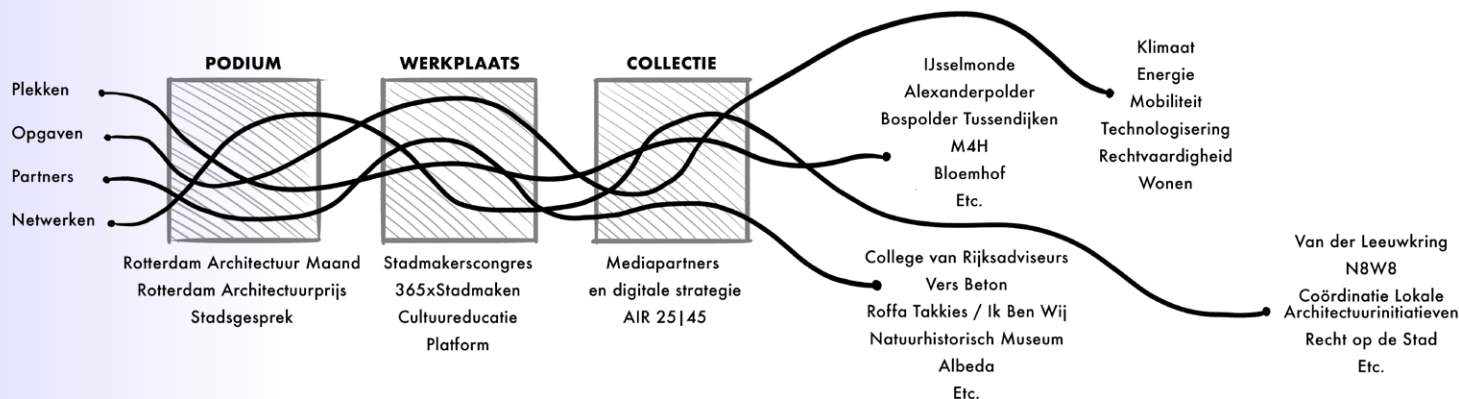 Plekken
Opgaven
Partners
Netwerken
PODIUM
Rotterdam Architectuur Maand
Rotterdam Architectuurprijs
Stadsgesprek
WERKPLAATS
Stadmakerscongres
365xStadmaken
Cultuureducatie
Platform
COLLECTIE
Mediapartners
en digitale strategie
AIR 25|45
IJsselmonde
Alexanderpolder
Bospolder Tussendijken
M4H
Bloemhof
Etc.
College van Rijksadviseurs
Vers Beton
Roffa Takkies / Ik Ben Wij
Natuurhistorisch Museum
Albeda
Etc.
Klimaat
Energie
Mobiliteit
Technologisering
Rechtvaardigheid
Wonen
Van der Leeuwkring
N8W8
Coördinatie Lokale
Architectuurinitiatieven
Recht op de Stad
Etc.